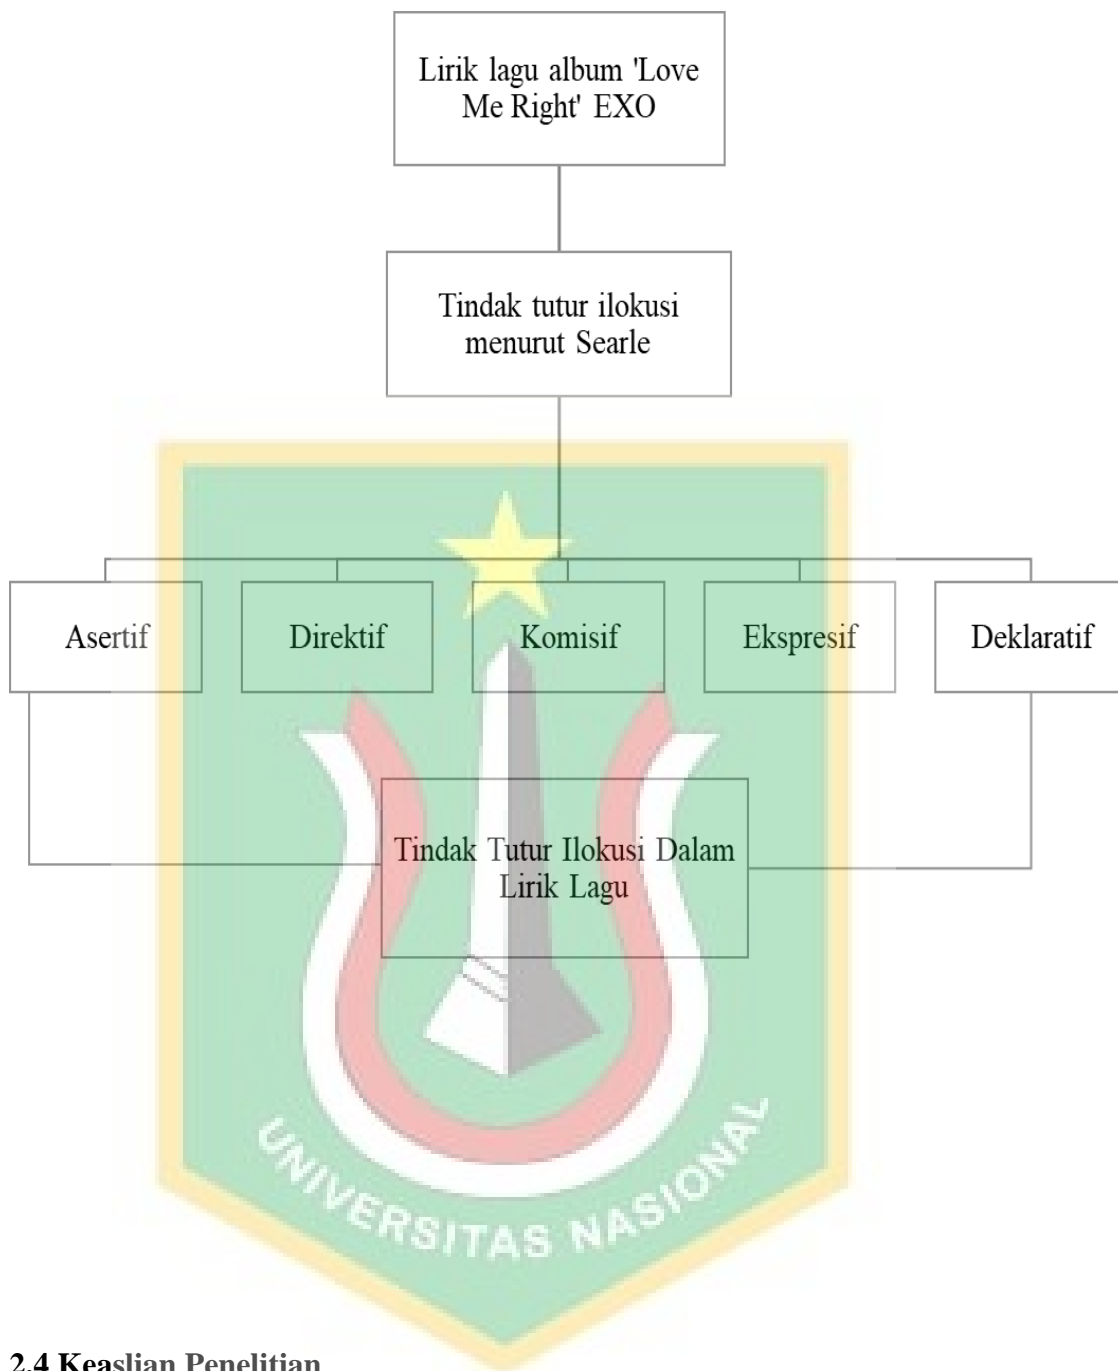 Lirik lagu album 'Love
Me Right' EXO
Tindak tutur ilokusi
menurut Searle
Asertif
Direktif
Komisif
Ekspresif
Deklaratif
Tindak Tutur Ilokusi Dalam
Lirik Lagu
UNIVERSITAS NASIONAL
2.4 Keaslian Penelitian